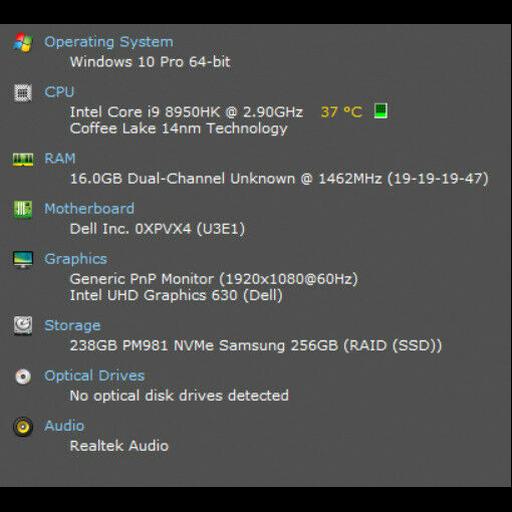 Operating System
Windows 10 Pro 64-bit
CPU
Intel Core i9 8950HK @ 2.90GHz 37 °C
Coffee Lake 14nm Technology
RAM
16.0GB Dual-Channel Unknown @ 1462MHz (19-19-19-47)
Motherboard
Dell Inc. 0XPVX4 (U3E1)
Graphics
Generic PnP Monitor (1920x1080@60Hz)
Intel UHD Graphics 630 (Dell)
Storage
238GB PM981 NVMe Samsung 256GB (RAID (SSD))
Optical Drives
No optical disk drives detected
Audio
Realtek Audio